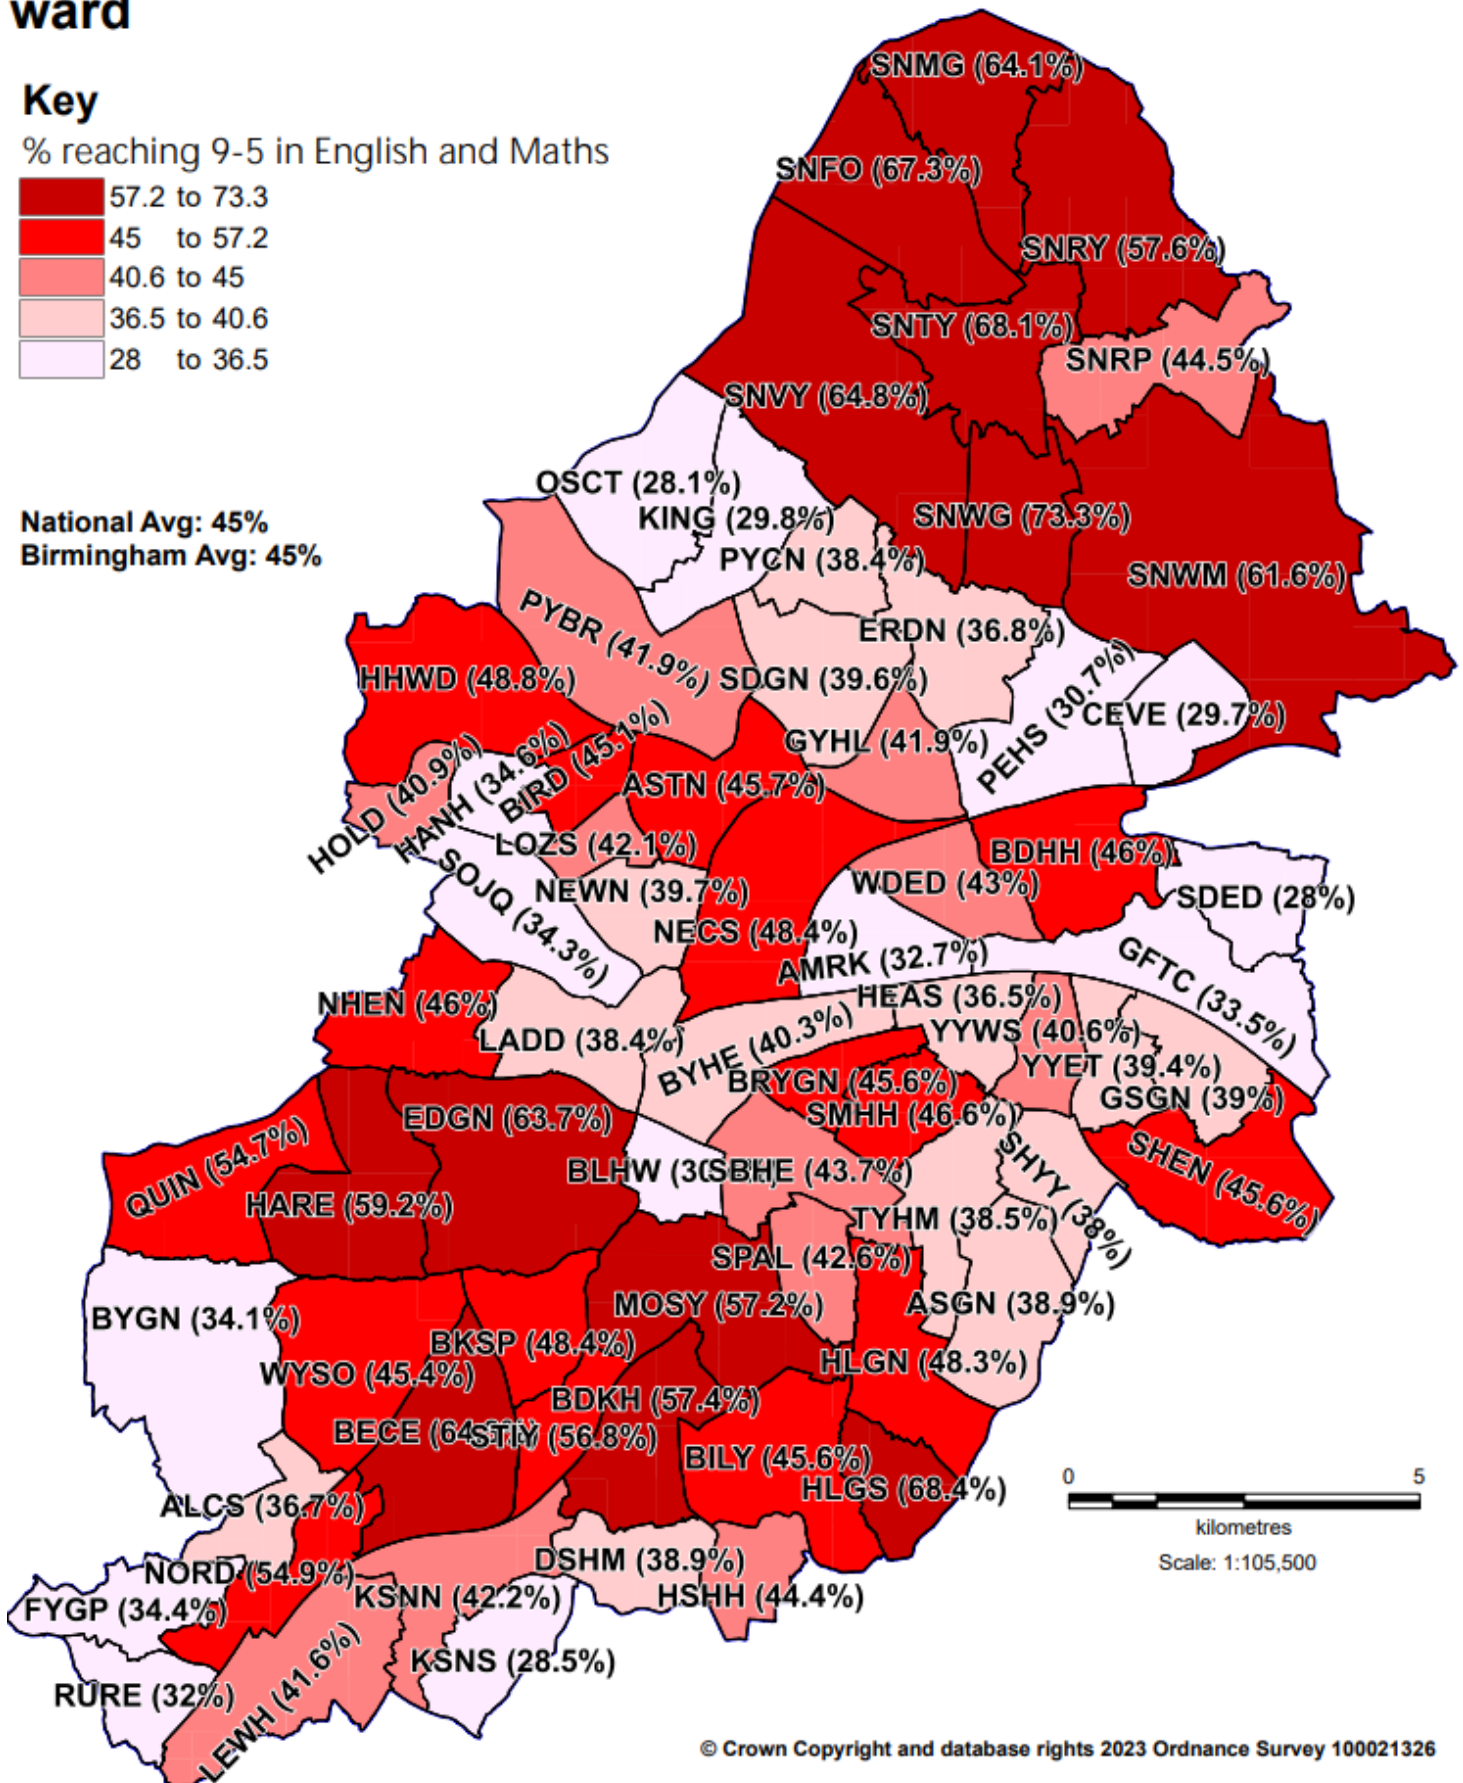 ward
Key
% reaching 9-5 in English and Maths
57.2 to 73.3
45 to 57.2
40.6 to 45
36.5 to 40.6
28 to 36.5
National Avg: 45%
Birmingham Avg: 45%
SNMG (64.1%)
SNFO (67.3%)
SNRY (57.6%)
SNTY (68.1%)
SNRP (44.5%)
SNVY (64.8%)
OSCT (28.1%)
KING (29.8%)
SNWG (73.3%)
PYCN (38.4%)
SNWM (61.6%)
PYBR (41.9%)
ERDN (36.8%)
HHWD (48.8%)
SDGN (39.6%)
PEHS (30.7%)
CEVE (29.7%)
GYHL (41.9%)
HOLD (40.9%)
HANH (34.6%)
BIRD (45.1%)
ASTN (45.7%)
LOZS (42.1%)
BDHH (46%)
SOJQ (34.3%)
NEWN (39.7%)
WDED (43%)
SDED (28%)
NECS (48.4%)
AMRK (32.7%)
GFTC (33.5%)
NHEN (46%)
HEAS (36.5%)
LADD (38.4%)
BYHE (40.3%)
YYWS (40.6%)
YYET (39.4%)
BRYGN (45.6%)
GSGN (39%)
SMHH (46.6%)
EDGN (63.7%)
QUIN (54.7%)
BLHW (30
SBHE (43.7%)
SHYY (38%)
SHEN (45.6%)
HARE (59.2%)
TYHM (38.5%)
SPAL (42.6%)
BYGN (34.1%)
MOSY (57.2%)
ASGN (38.9%)
BKSP (48.4%)
WYSO (45.4%)
HLGN (48.3%)
BDKH (57.4%)
BECE (64.
STIY (56.8%)
BILY (45.6%)
HLGS (68.4%)
ALCS (36.7%)
NORD (54.9%)
DSHM (38.9%)
FYGP (34.4%)
KSNN (42.2%)
HSHH (44.4%)
KSNS (28.5%)
RURE (32%)
LEWH (41.6%)
0 5
kilometres
Scale: 1:105,500
© Crown Copyright and database rights 2023 Ordnance Survey 100021326